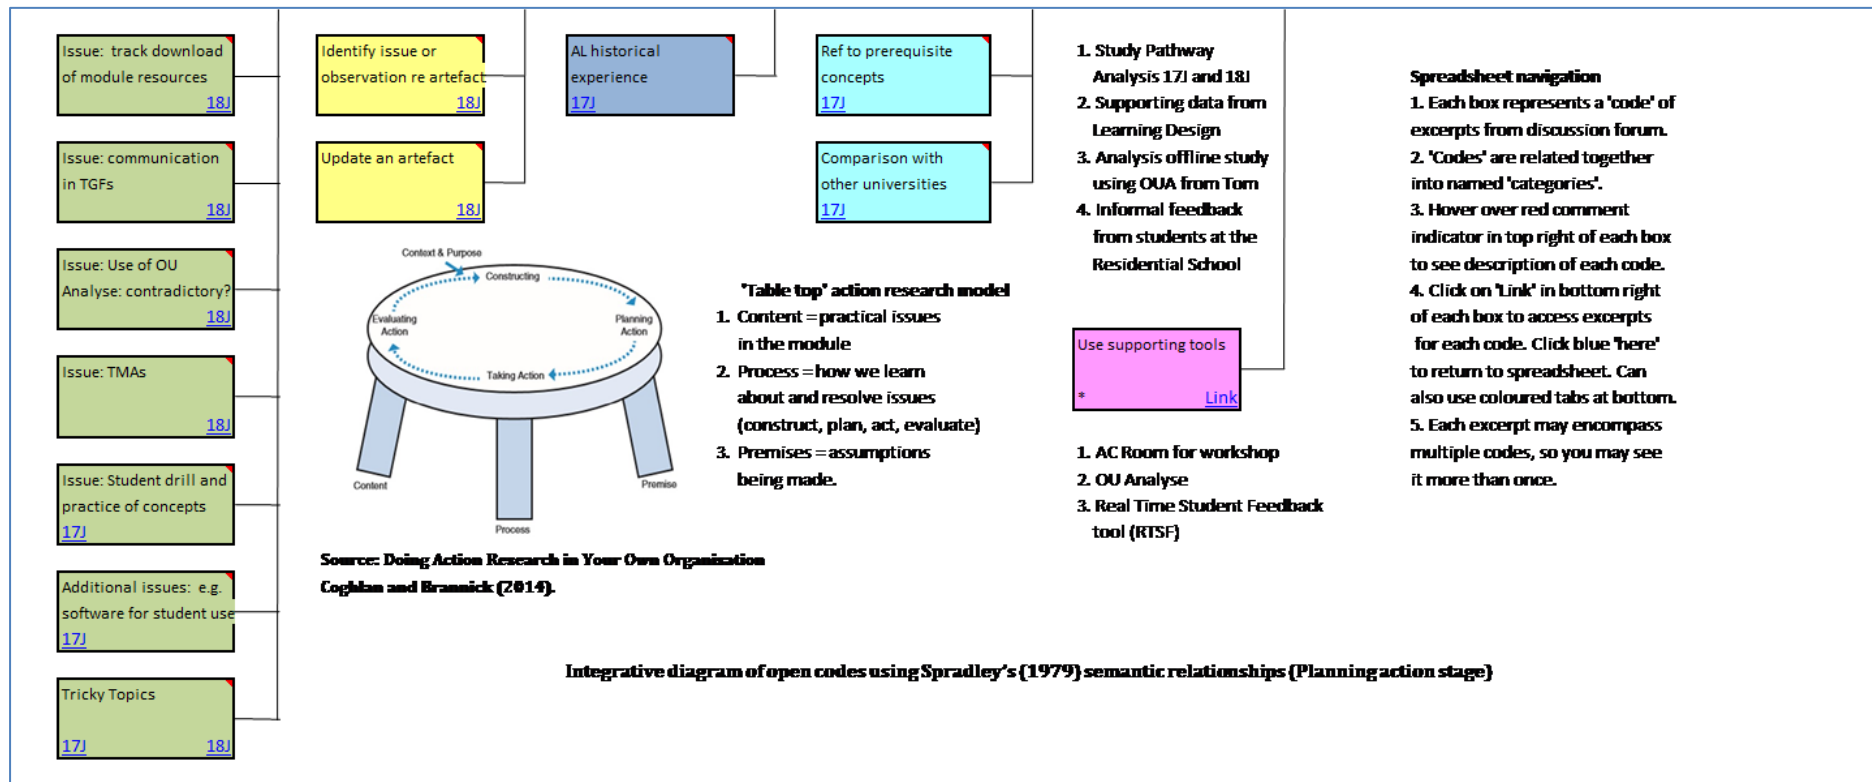 Issue: track download
of module resources
18J
Issue: communication
in TGFs
18J
Issue: Use of OU
Analyse: contradictory?
18J
Issue: TMAs
18J
Issue: Student drill and
practice of concepts
17J
Additional issues: e.g.
software for student use
17J
Tricky Topics
17J 18J
Identify issue or
observation re artefact
18J
Update an artefact
18J
AL historical
experience
17J
Ref to prerequisite
concepts
17J
Comparison with
other universities
17J
Context & Purpose
Constructing
Evaluating
Action
Planning
Action
Taking Action
Content
Process
Premise
Source: Doing Action Research in Your Own Organisation
Coghlan and Brannick (2014).
'Table top' action research model
1. Content = practical issues
in the module
2. Process = how we learn
about and resolve issues
(construct, plan, act, evaluate)
3. Premises = assumptions
being made.
1. Study Pathway
Analysis 17J and 18J
2. Supporting data from
Learning Design
3. Analysis offline study
using OUA from Tom
4. Informal feedback
from students at the
Residential School
Use supporting tools
* Link
1. AC Room for workshop
2. OU Analyse
3. Real Time Student Feedback
tool (RTSF)
Spreadsheet navigation
1. Each box represents a 'code' of
excerpts from discussion forum.
2. 'Codes' are related together
into named 'categories'.
3. Hover over red comment
indicator in top right of each box
to see description of each code.
4. Click on 'Link' in bottom right
of each box to access excerpts
for each code. Click blue 'here'
to return to spreadsheet. Can
also use coloured tabs at bottom.
5. Each excerpt may encompass
multiple codes, so you may see
it more than once.
Integrative diagram of open codes using Spradley's (1979) semantic relationships (Planning action stage)